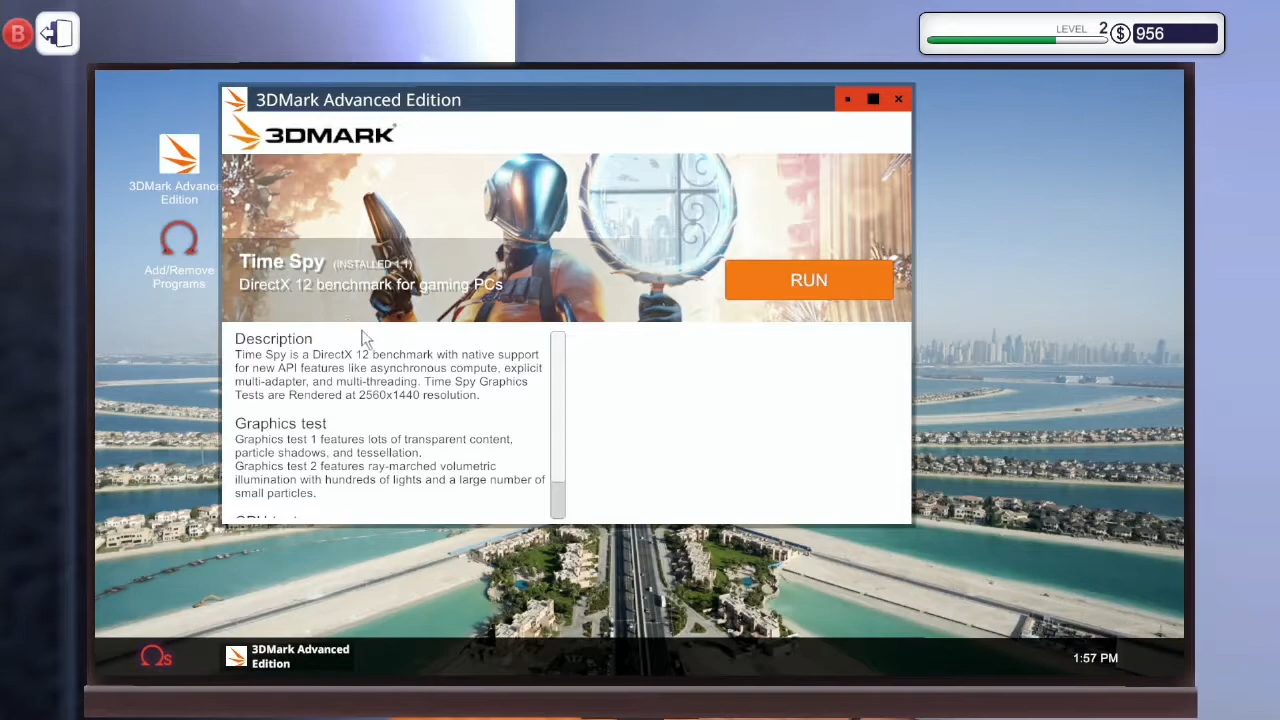 B
LEVEL 2
$ 956
3DMark Advanced Edition
3DMARK
3DMark Advance
Edition
Add/Remove
Programs
Time Spy (INSTALLED 1.1)
DirectX 12 benchmark for gaming PCs
RUN
Description
Time Spy is a DirectX 12 benchmark with native support
for new API features like asynchronous compute, explicit
multi-adapter, and multi-threading. Time Spy Graphics
Tests are Rendered at 2560x1440 resolution.
Graphics test
Graphics test 1 features lots of transparent content,
particle shadows, and tessellation.
Graphics test 2 features ray-marched volumetric
illumination with hundreds of lights and a large number of
small particles.
Ωs
3DMark Advanced
Edition
1:57 PM